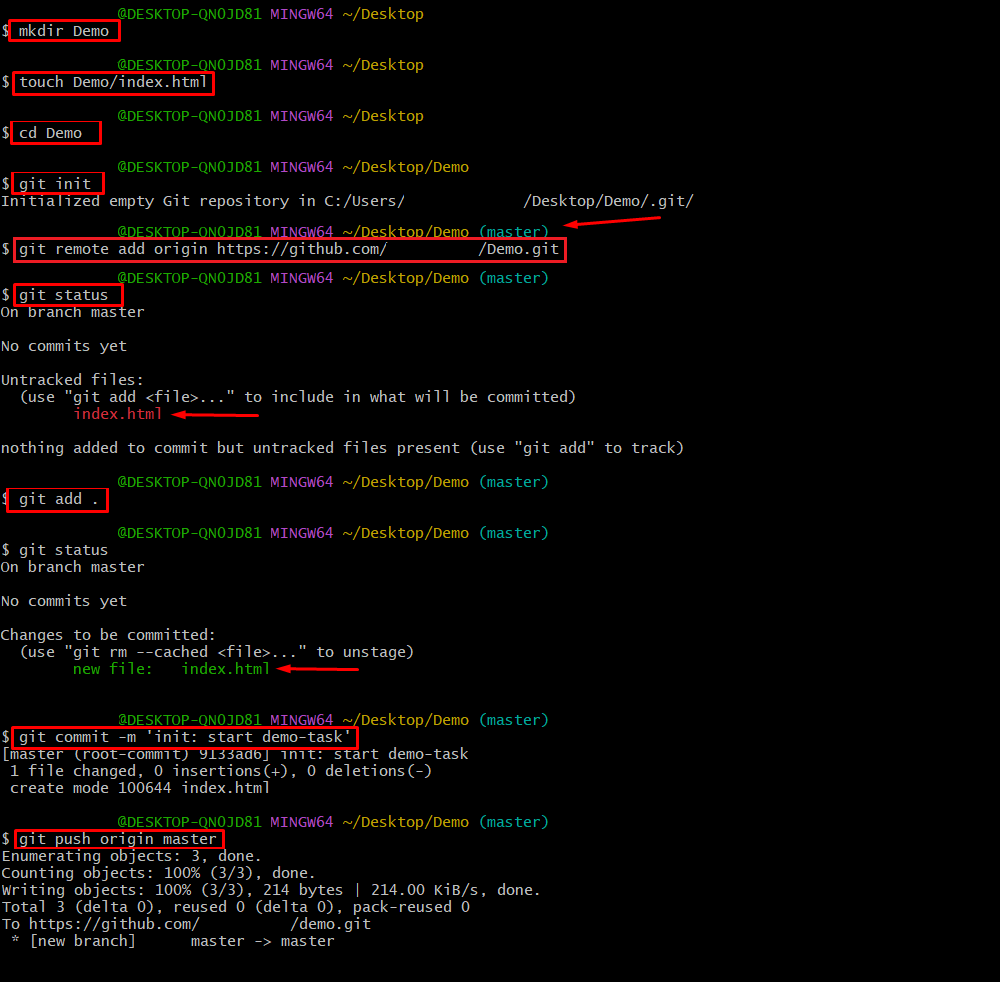 @DESKTOP-QNOJD81 MINGW64 ~/Desktop
$ mkdir Demo
@DESKTOP-QNOJD81 MINGW64 ~/Desktop
$ touch Demo/index.html
@DESKTOP-QNOJD81 MINGW64 ~/Desktop
$ cd Demo
@DESKTOP-QNOJD81 MINGW64 ~/Desktop/Demo
$ git init
Initialized empty Git repository in C:/Users/ /Desktop/Demo/.git/
@DESKTOP-QNOJD81 MINGW64 ~/Desktop/Demo (master)
$ git remote add origin https://github.com/ /Demo.git
@DESKTOP-QNOJD81 MINGW64 ~/Desktop/Demo (master)
$ git status
On branch master
No commits yet
Untracked files:
(use "git add <file>..." to include in what will be committed)
index.html
nothing added to commit but untracked files present (use "git add" to track)
@DESKTOP-QNOJD81 MINGW64 ~/Desktop/Demo (master)
$ git add .
@DESKTOP-QNOJD81 MINGW64 ~/Desktop/Demo (master)
$ git status
On branch master
No commits yet
Changes to be committed:
(use "git rm --cached <file>..." to unstage)
new file: index.html
@DESKTOP-QNOJD81 MINGW64 ~/Desktop/Demo (master)
$ git commit -m 'init: start demo-task'
[master (root-commit) 9133ad6] init: start demo-task
1 file changed, 0 insertions(+), 0 deletions(-)
create mode 100644 index.html
@DESKTOP-QNOJD81 MINGW64 ~/Desktop/Demo (master)
$ git push origin master
Enumerating objects: 3, done.
Counting objects: 100% (3/3), done.
Writing objects: 100% (3/3), 214 bytes | 214.00 KiB/s, done.
Total 3 (delta 0), reused 0 (delta 0), pack-reused 0
To https://github.com/ /demo.git
* [new branch] master -> master